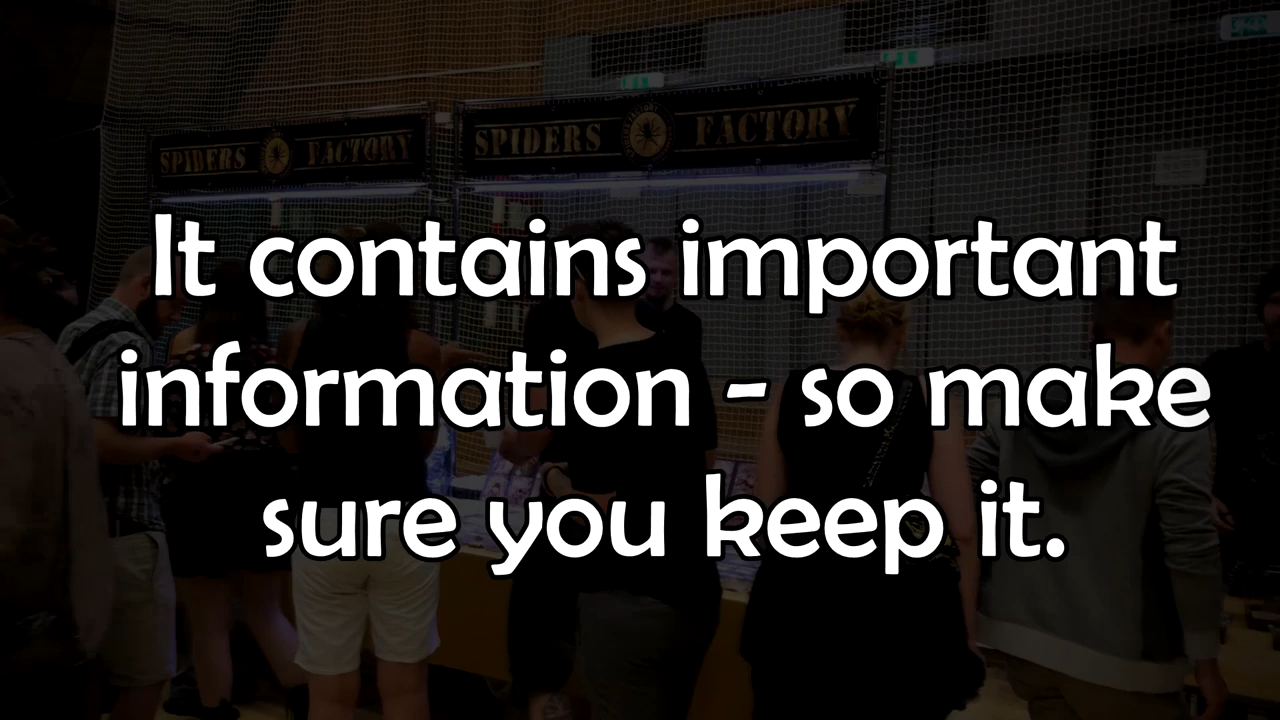 SPIDERS FACTORY
SPIDERS FACTORY
It contains important
information - so make
sure you keep it.